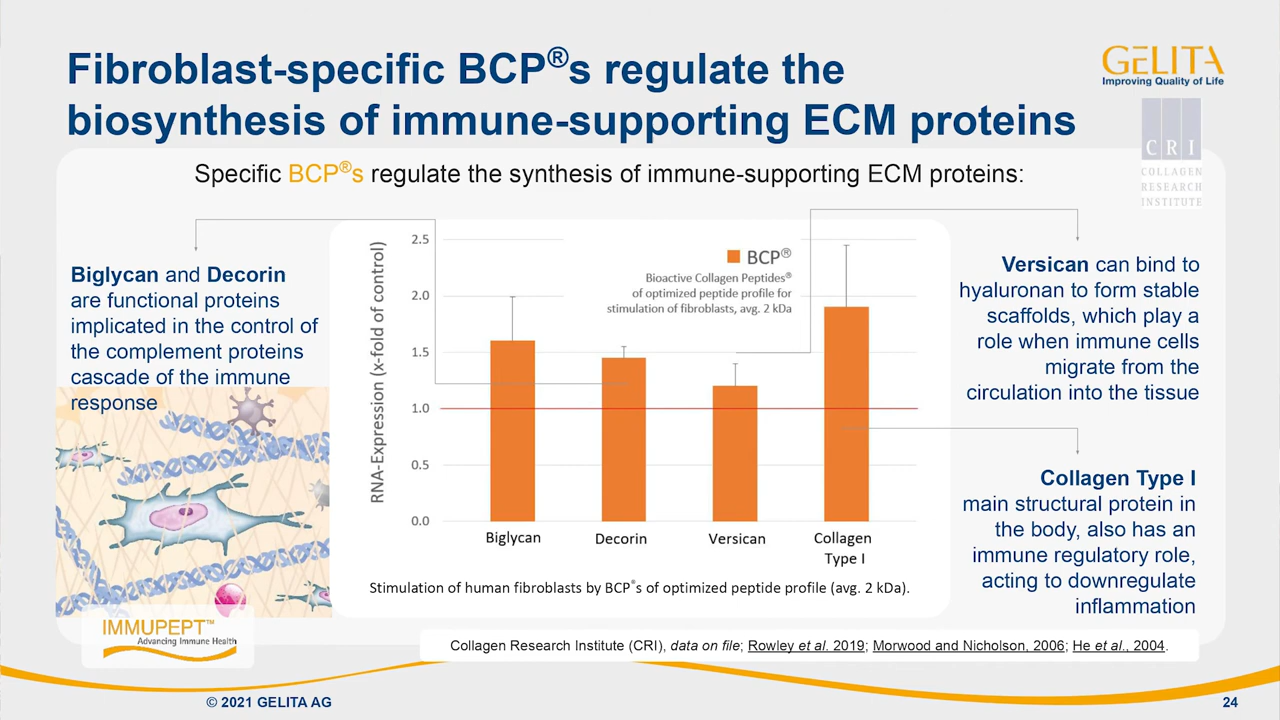 Fibroblast-specific BCP®s regulate the
biosynthesis of immune-supporting ECM proteins
GELITA
Improving Quality of Life
C R I
COLLAGEN
RESEARCH
INSTITUTE
Specific BCP®s regulate the synthesis of immune-supporting ECM proteins:
Biglycan and Decorin
are functional proteins
implicated in the control of
the complement proteins
cascade of the immune
response
RNA-Expression (x-fold of control)
2.5
2.0
1.5
1.0
0.5
0.0
BCP®
Bioactive Collagen Peptides®
of optimized peptide profile for
stimulation of fibroblasts, avg. 2 kDa
Biglycan
Decorin
Versican
Collagen
Type I
Stimulation of human fibroblasts by BCP®s of optimized peptide profile (avg. 2 kDa).
Versican can bind to
hyaluronan to form stable
scaffolds, which play a
role when immune cells
migrate from the
circulation into the tissue
Collagen Type I
main structural protein in
the body, also has an
immune regulatory role,
acting to downregulate
inflammation
IMMUPEPT™
Advancing Immune Health
Collagen Research Institute (CRI), data on file; Rowley et al. 2019; Morwood and Nicholson, 2006; He et al., 2004.
© 2021 GELITA AG
24